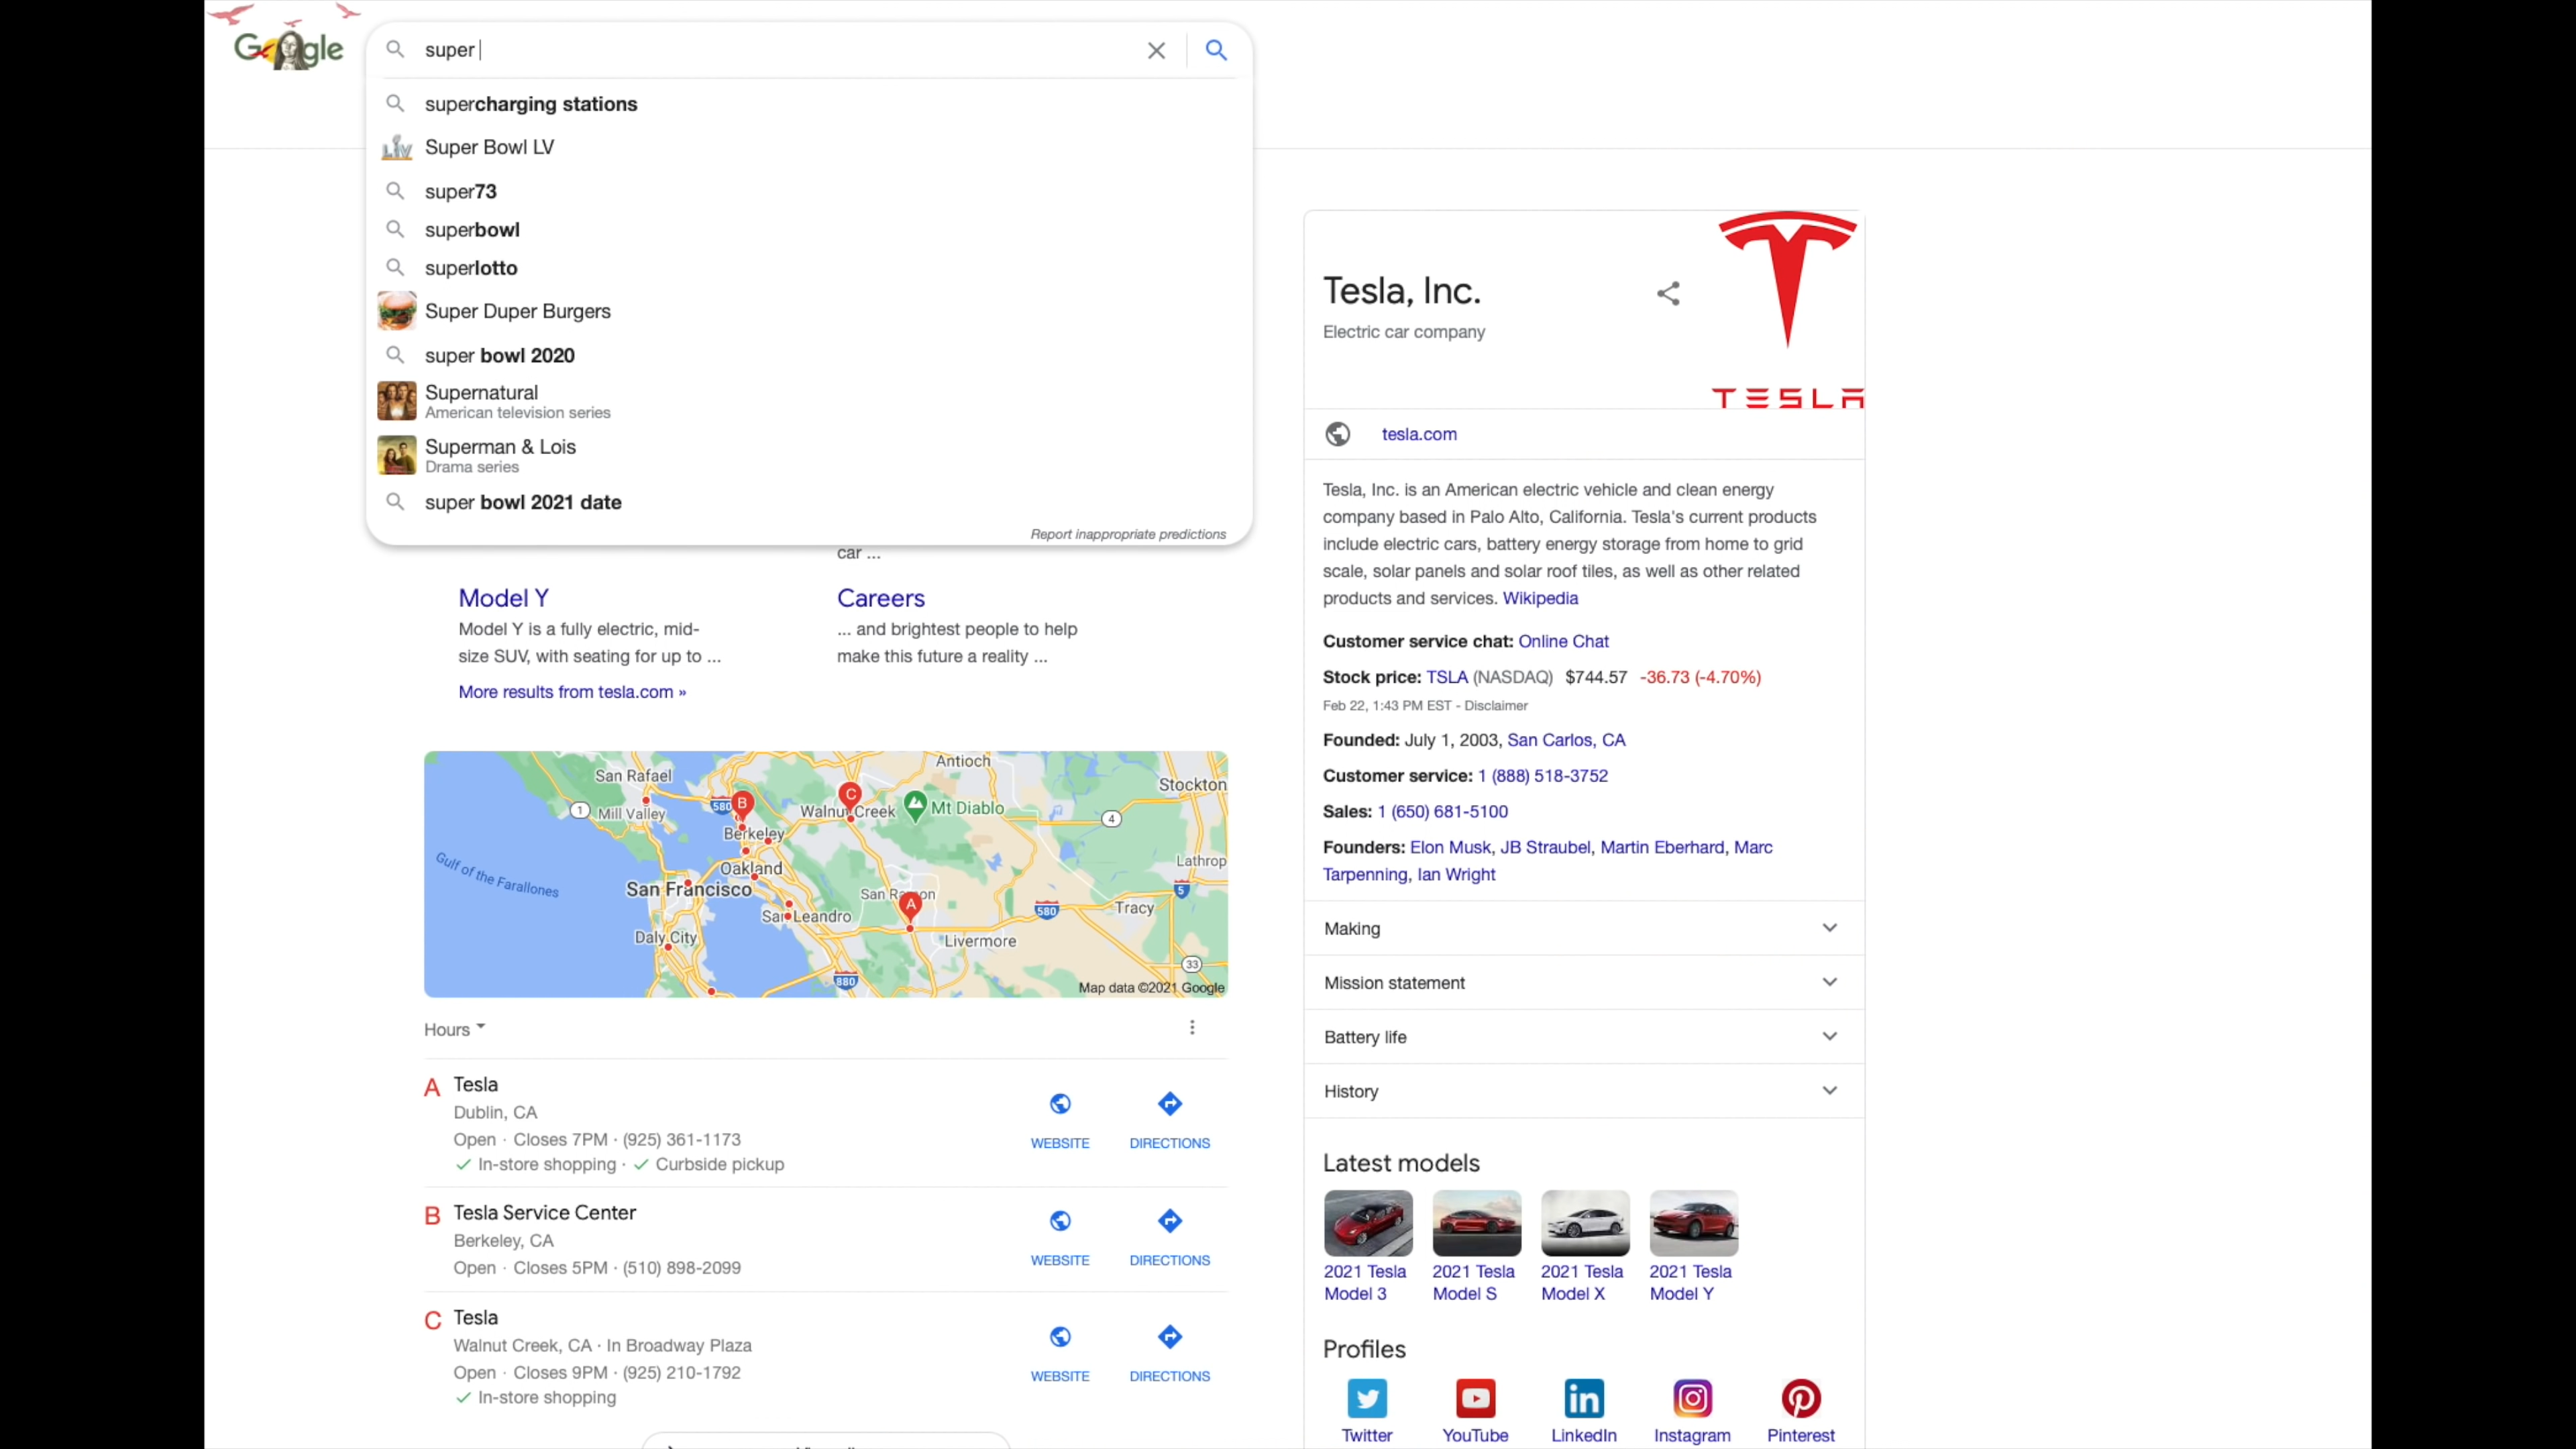 Google
super
supercharging stations
LIV
Super Bowl LV
super73
superbowl
superlotto
Super Duper Burgers
super bowl 2020
Supernatural
American television series
Superman & Lois
Drama series
super bowl 2021 date
Report inappropriate predictions
car ...
Model Y
Model Y is a fully electric, mid-
size SUV, with seating for up to ...
Careers
... and brightest people to help
make this future a reality ...
More results from tesla.com »
San Rafael
Antioch
Stockton
1
Mill Valley
580
B
C
Walnut Creek
Mt Diablo
4
Berkeley
Gulf of the Farallones
Oakland
Lathrop
San Francisco
San Ramon
A
5
San Leandro
580
Tracy
Daly City
Livermore
33
880
Map data ©2021 Google
Hours
A Tesla
Dublin, CA
Open · Closes 7PM · (925) 361-1173
In-store shopping · Curbside pickup
WEBSITE
DIRECTIONS
B Tesla Service Center
Berkeley, CA
Open · Closes 5PM · (510) 898-2099
WEBSITE
DIRECTIONS
C Tesla
Walnut Creek, CA · In Broadway Plaza
Open · Closes 9PM · (925) 210-1792
In-store shopping
WEBSITE
DIRECTIONS
Tesla, Inc.
Electric car company
TESLA
tesla.com
Tesla, Inc. is an American electric vehicle and clean energy
company based in Palo Alto, California. Tesla's current products
include electric cars, battery energy storage from home to grid
scale, solar panels and solar roof tiles, as well as other related
products and services. Wikipedia
Customer service chat: Online Chat
Stock price: TSLA (NASDAQ) $744.57 -36.73 (-4.70%)
Feb 22, 1:43 PM EST - Disclaimer
Founded: July 1, 2003, San Carlos, CA
Customer service: 1 (888) 518-3752
Sales: 1 (650) 681-5100
Founders: Elon Musk, JB Straubel, Martin Eberhard, Marc
Tarpenning, Ian Wright
Making
Mission statement
Battery life
History
Latest models
2021 Tesla
Model 3
2021 Tesla
Model S
2021 Tesla
Model X
2021 Tesla
Model Y
Profiles
Twitter
YouTube
LinkedIn
Instagram
Pinterest